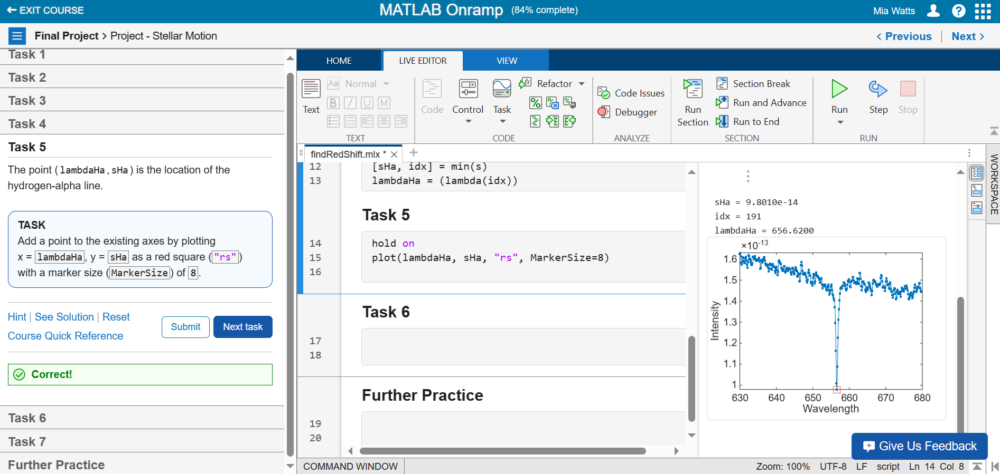 EXIT COURSE
MATLAB Onramp (84% complete)
Mia Watts
Final Project > Project - Stellar Motion
Previous
Next
Task 1
Task 2
Task 3
Task 4
Task 5
The point (lambdaHa,sHa) is the location of the
hydrogen-alpha line.
TASK
Add a point to the existing axes by plotting
x = lambdaHa, y = sHa as a red square ("rs")
with a marker size (MarkerSize) of 8.
Hint | See Solution | Reset
Course Quick Reference
Submit
Next task
Correct!
Task 6
Task 7
Further Practice
HOME
LIVE EDITOR
VIEW
Text
Aa Normal
B I U M
TEXT
Code
Control
Task
Refactor
CODE
Code Issues
Debugger
ANALYZE
Run
Section
Section Break
Run and Advance
Run to End
SECTION
Run
Step
Stop
RUN
findRedShift.mlx *
12 [sHa, idx] = min(s)
13 lambdaHa = (lambda(idx))
Task 5
14 hold on
15 plot(lambdaHa, sHa, "rs", MarkerSize=8)
16
Task 6
17
18
Further Practice
19
20
sHa = 9.8010e-14
idx = 191
lambdaHa = 656.6200
×10-13
1.6
1.5
1.4
1.3
1.2
1.1
1
Intensity
630 640 650 660 670 680
Wavelength
WORKSPACE
Give Us Feedback
COMMAND WINDOW
Zoom: 100% UTF-8 LF script Ln 14 Col 8